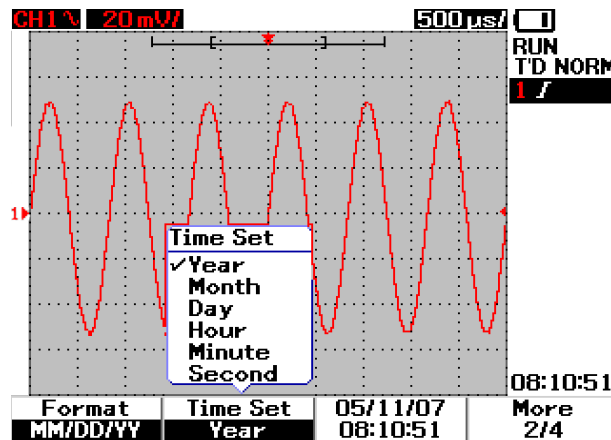 CH1 20mV/ 500µs/
RUN
T'D NORM
1
1
Time Set
✓Year
Month
Day
Hour
Minute
Second
08:10:51
Format Time Set 05/11/07 More
MM/DD/YY Year 08:10:51 2/4